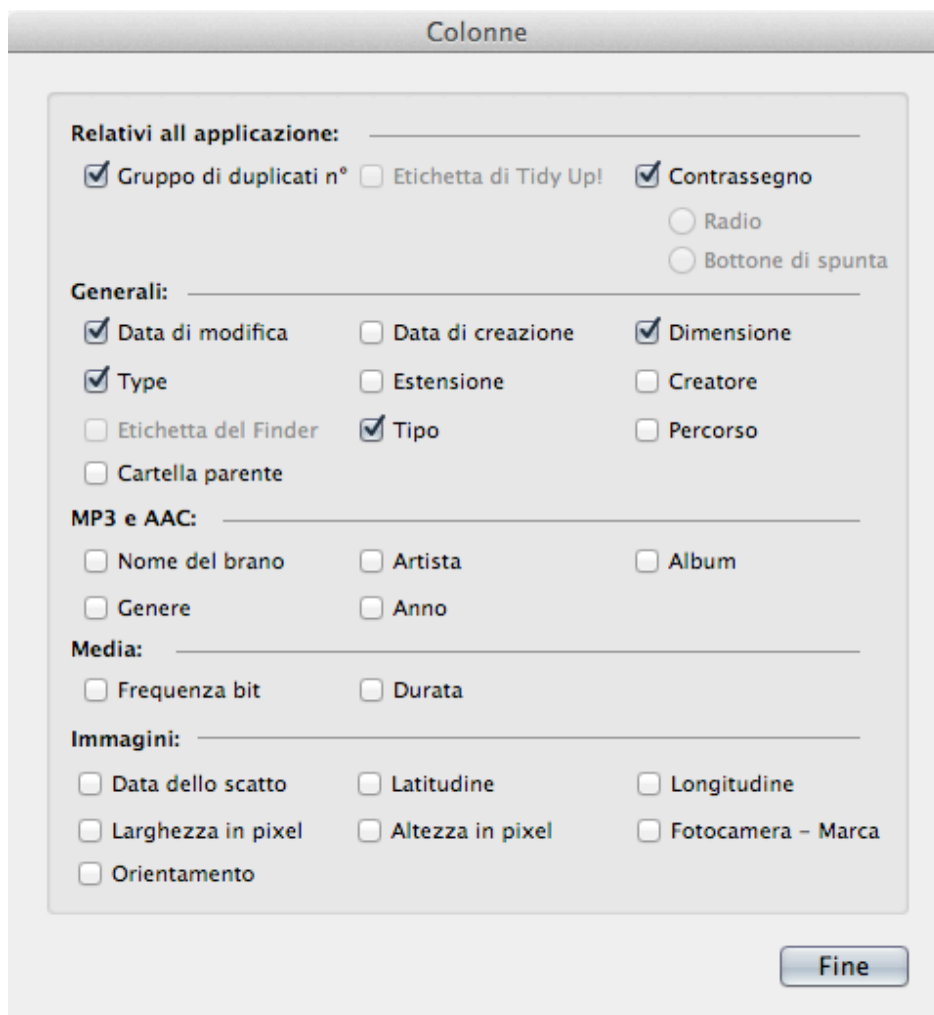 Colonne
Relativi all applicazione:
Gruppo di duplicati n° Etichetta di Tidy Up! Contrassegno
Radio
Bottone di spunta
Generali:
Data di modifica Data di creazione Dimensione
Type Estensione Creatore
Etichetta del Finder Tipo Percorso
Cartella parente
MP3 e AAC:
Nome del brano Artista Album
Genere Anno
Media:
Frequenza bit Durata
Immagini:
Data dello scatto Latitudine Longitudine
Larghezza in pixel Altezza in pixel Fotocamera – Marca
Orientamento
Fine